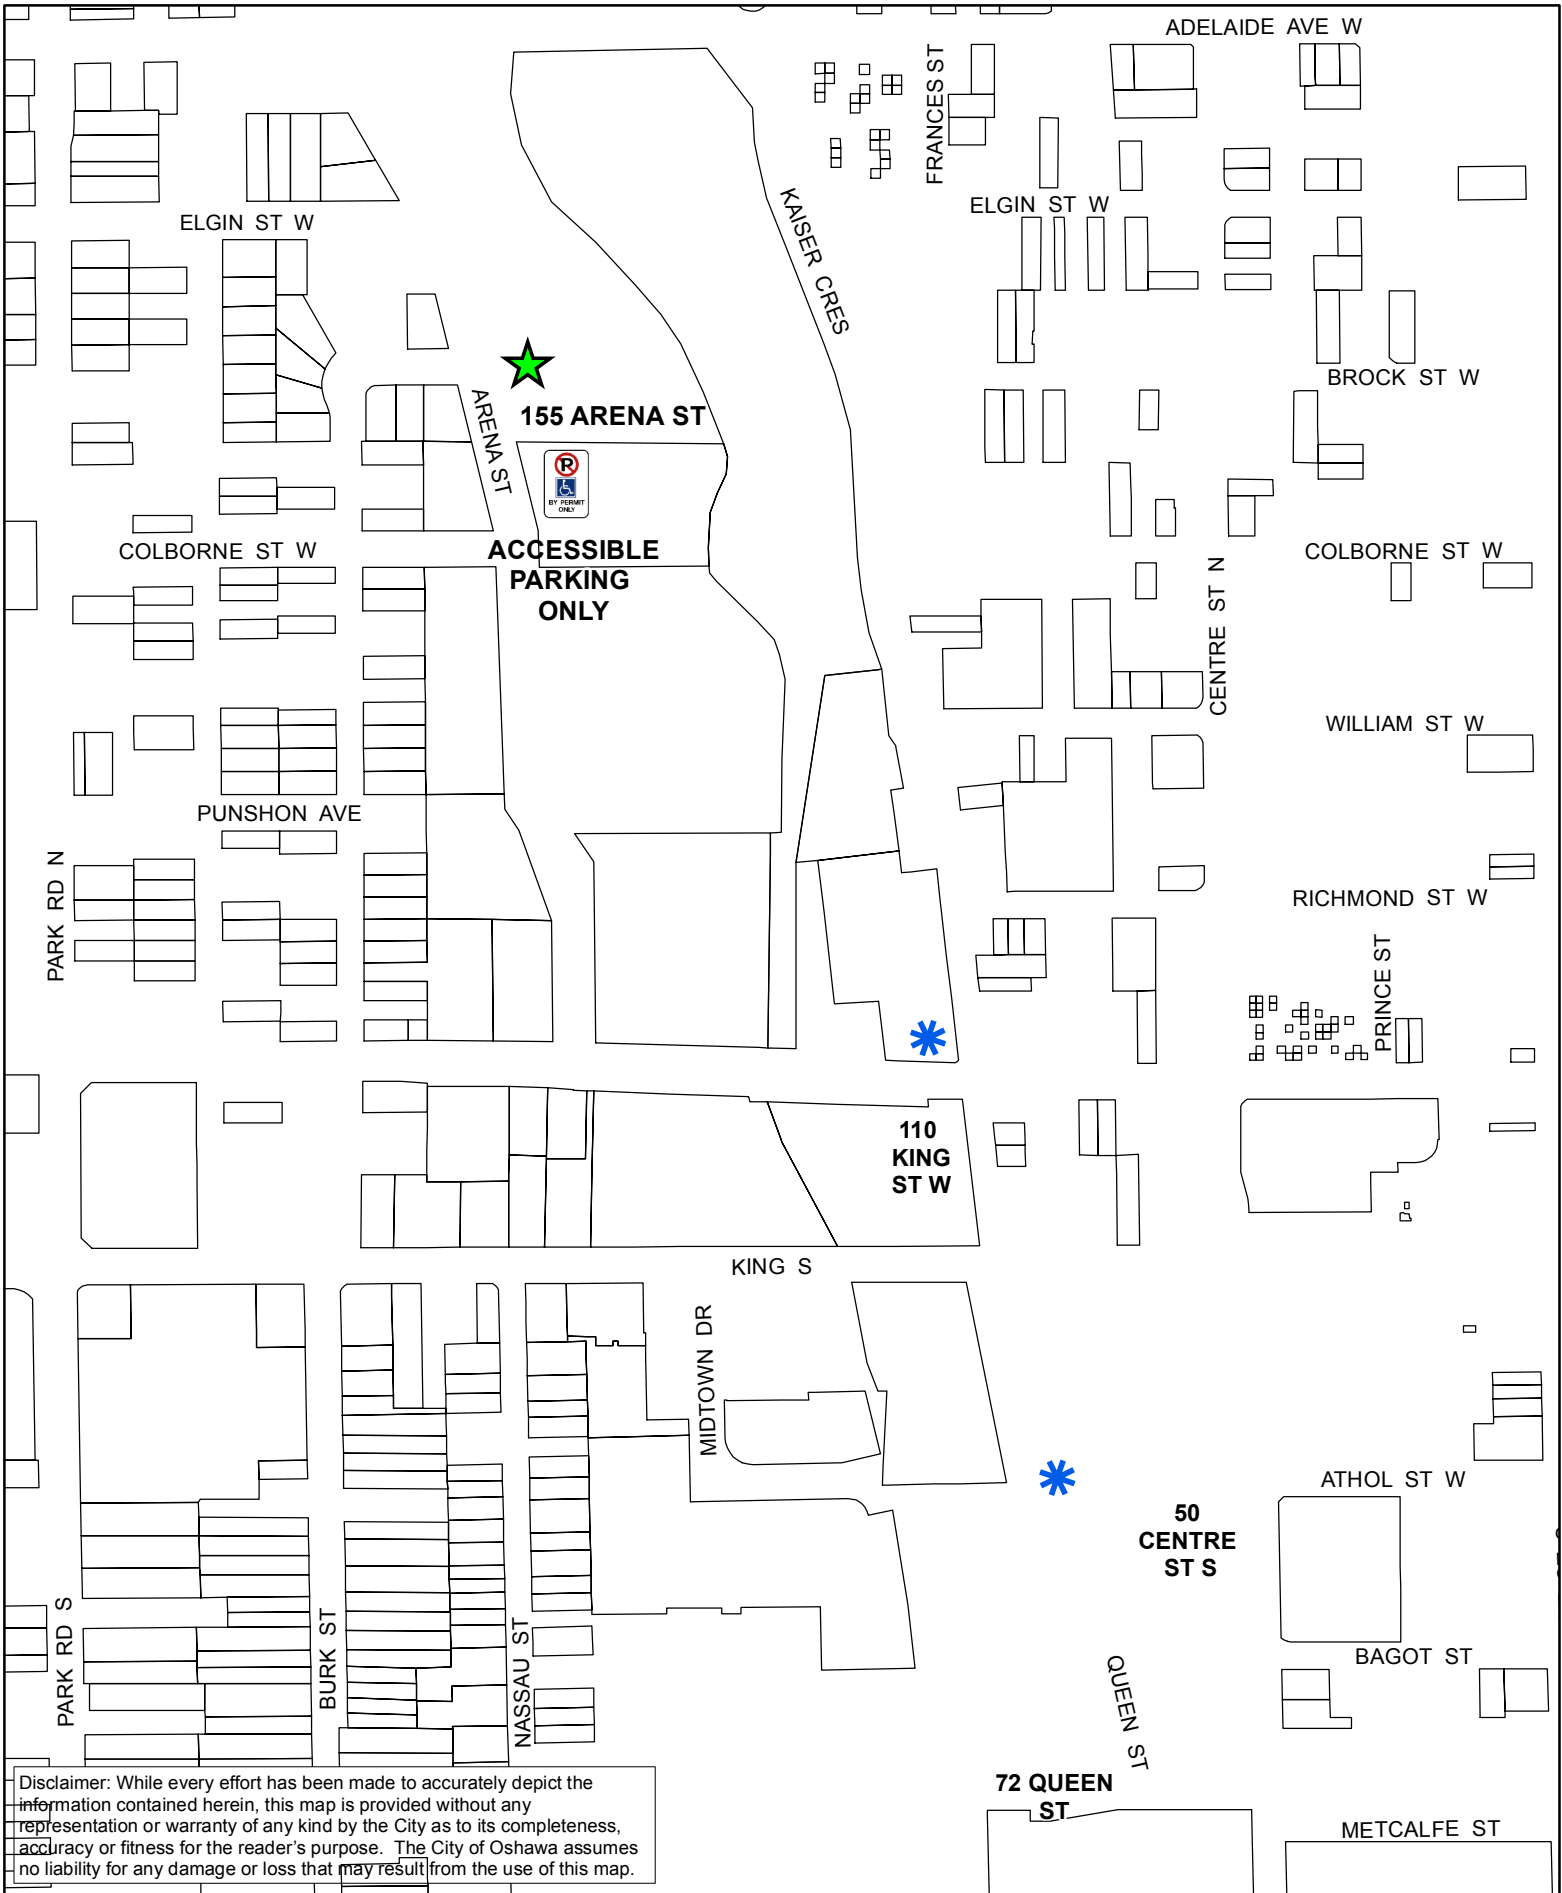 ADELAIDE AVE W
FRANCES ST
KAISER CRES
ELGIN ST W
ELGIN ST W
BROCK ST W
155 ARENA ST
ARENA ST
P
BY PERMIT
ONLY
COLBORNE ST W
ACCESSIBLE
PARKING
ONLY
COLBORNE ST W
CENTRE ST N
WILLIAM ST W
PUNSHON AVE
PARK RD N
RICHMOND ST W
PRINCE ST
110
KING
ST W
KING S
MIDTOWN DR
ATHOL ST W
50
CENTRE
ST S
PARK RD S
BURK ST
NASSAU ST
BAGOT ST
QUEEN ST
72 QUEEN
ST
METCALFE ST
Disclaimer: While every effort has been made to accurately depict the
information contained herein, this map is provided without any
representation or warranty of any kind by the City as to its completeness,
accuracy or fitness for the reader's purpose. The City of Oshawa assumes
no liability for any damage or loss that may result from the use of this map.